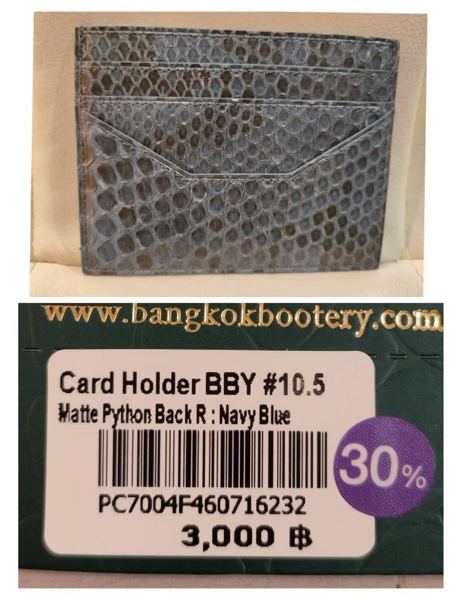 www.bangkokbootery.com
Card Holder BBY #10.5
Matte Python Back R : Navy Blue
30%
PC7004F460716232
3,000 ฿